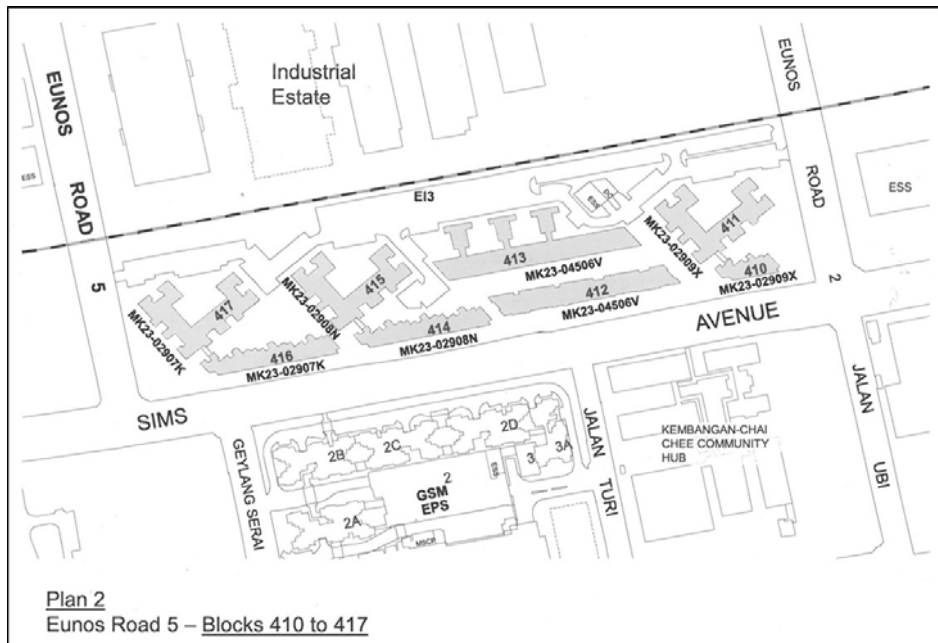 EUNOS
ROAD
5
Industrial
Estate
EUNOS
ROAD
2
ESS
ESS
EI3
ESS
DC
411
MK23-02909X
410
MK23-02909X
413
MK23-04506V
412
MK23-04506V
415
MK23-02908N
414
MK23-02908N
417
MK23-02907K
416
MK23-02907K
SIMS
AVENUE
GEYLANG SERAI
JALAN
TURI
JALAN
UBI
KEMBANGAN-CHAI
CHEE COMMUNITY
HUB
2B
2C
2D
3
3A
2
GSM
EPS
ESS
2A
MSCP
Plan 2
Eunos Road 5 – Blocks 410 to 417